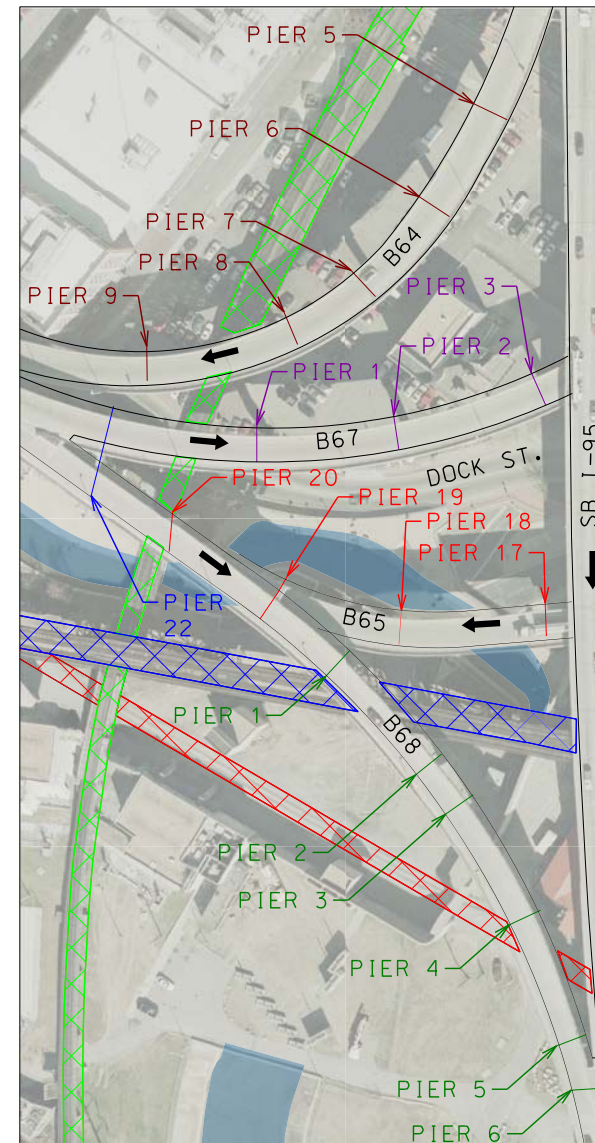 PIER 5
PIER 6
PIER 7
B64
PIER 8
PIER 3
PIER 9
PIER 2
PIER 1
B67
DOCK ST.
SB I-95
PIER 20
PIER 19
PIER 18
PIER 17
PIER
22
B65
PIER 1
B68
PIER 2
PIER 3
PIER 4
PIER 5
PIER 6